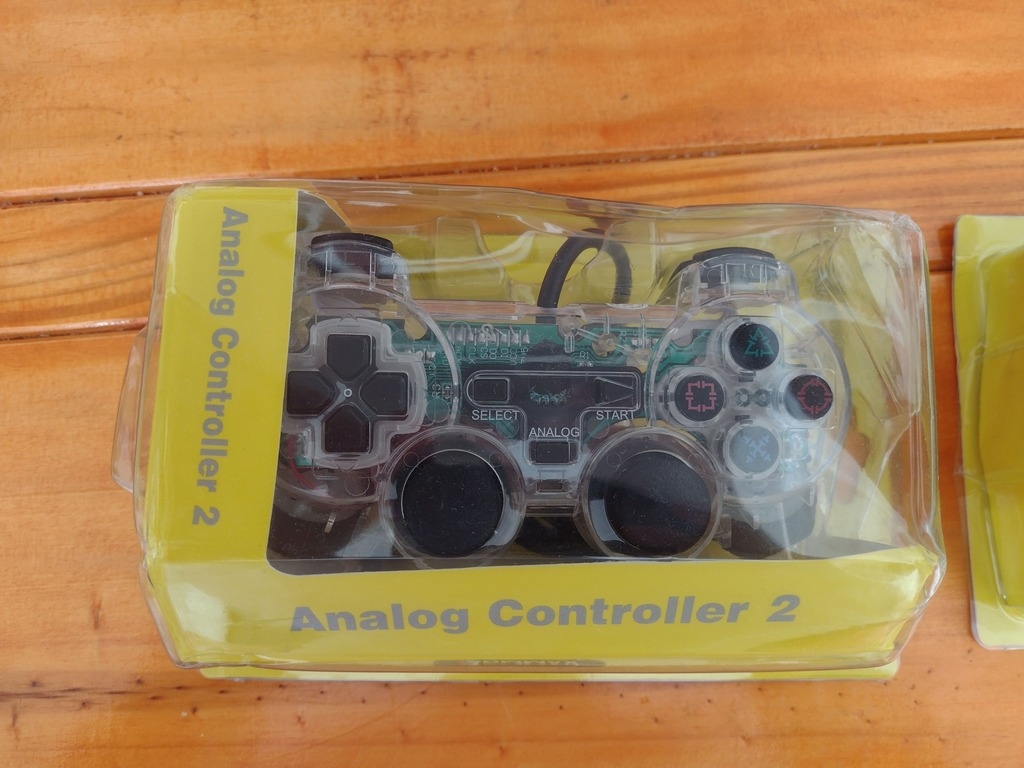 Analog Controller 2
SELECT
START
ANALOG
Analog Controller 2